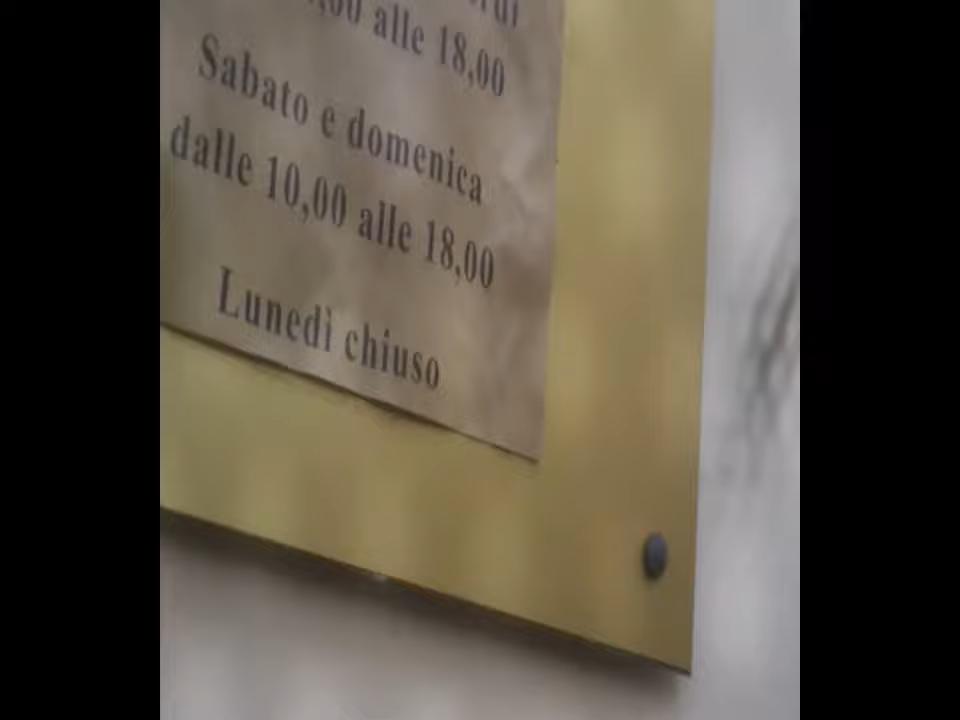 alle 18,00
Sabato e domenica
dalle 10,00 alle 18,00
Lunedì chiuso